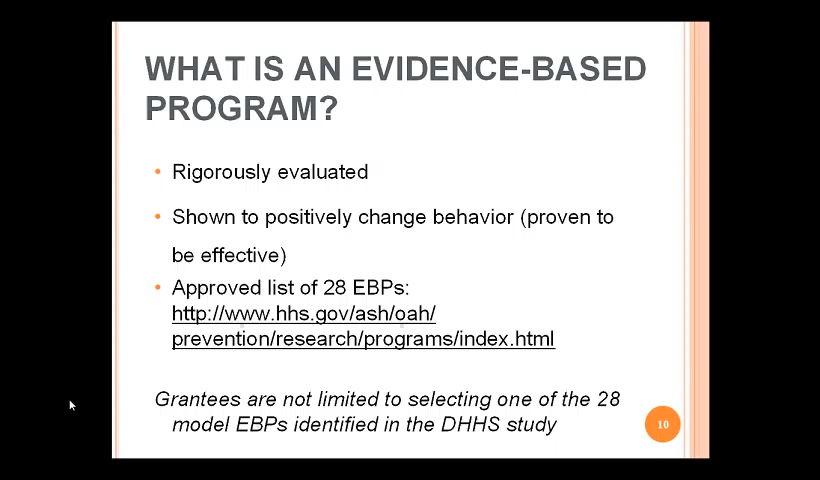 WHAT IS AN EVIDENCE-BASED
PROGRAM?
• Rigorously evaluated
• Shown to positively change behavior (proven to
be effective)
• Approved list of 28 EBPs:
http://www.hhs.gov/ash/oah/
prevention/research/programs/index.html
Grantees are not limited to selecting one of the 28
model EBPs identified in the DHHS study
10